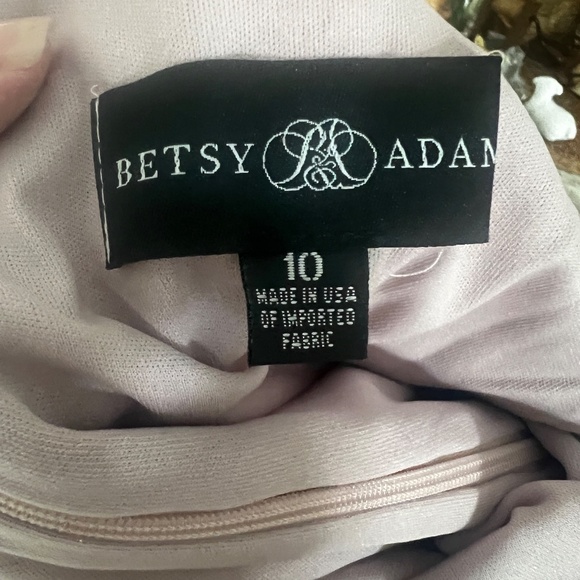 BETSY & ADAM
10
MADE IN USA
OF IMPORTED
FABRIC